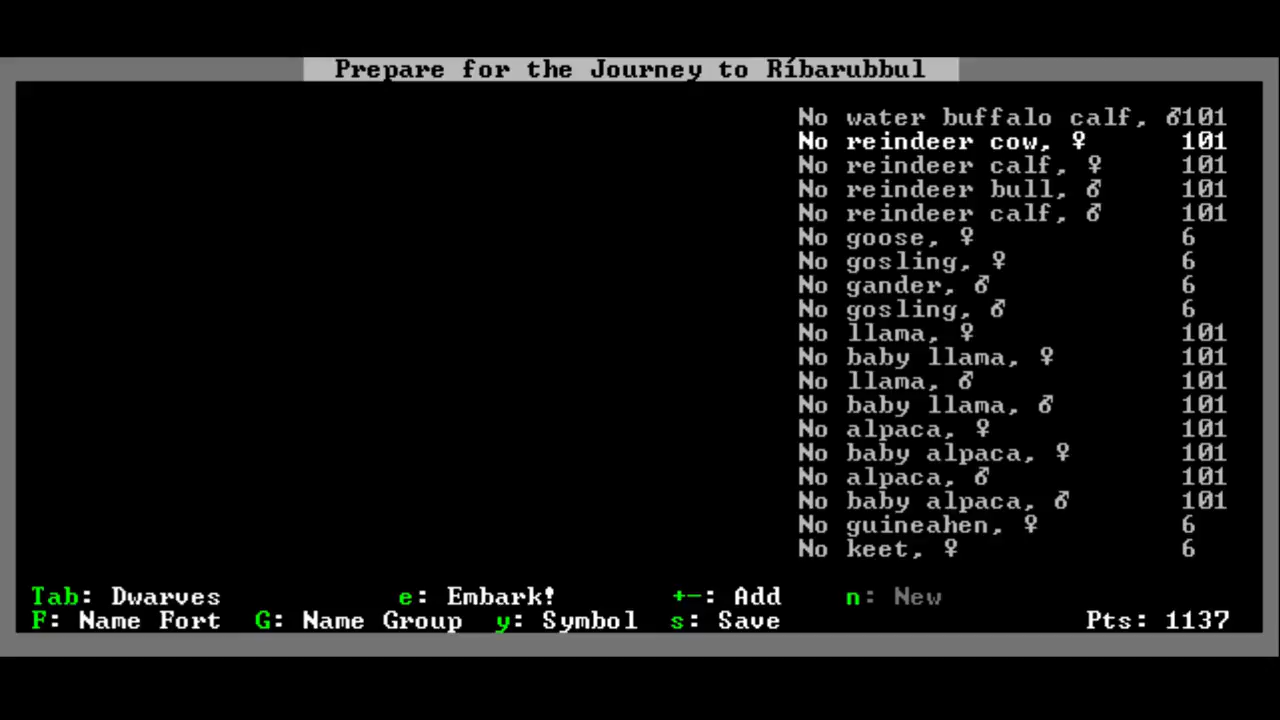 Prepare for the Journey to Ríbarubbul
No water buffalo calf, ♂101
No reindeer cow, ♀ 101
No reindeer calf, ♀ 101
No reindeer bull, ♂ 101
No reindeer calf, ♂ 101
No goose, ♀ 6
No gosling, ♀ 6
No gander, ♂ 6
No gosling, ♂ 6
No llama, ♀ 101
No baby llama, ♀ 101
No llama, ♂ 101
No baby llama, ♂ 101
No alpaca, ♀ 101
No baby alpaca, ♀ 101
No alpaca, ♂ 101
No baby alpaca, ♂ 101
No guineahen, ♀ 6
No keet, ♀ 6
Tab: Dwarves e: Embark! +-: Add n: New
F: Name Fort G: Name Group y: Symbol s: Save Pts: 1137